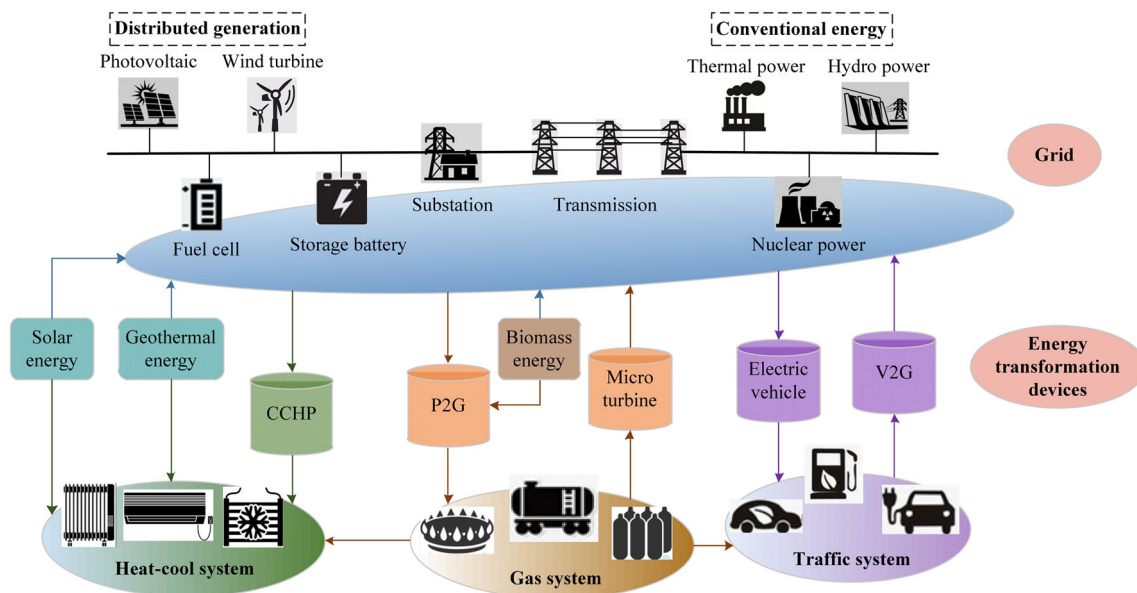 Distributed generation
Conventional energy
Photovoltaic
Wind turbine
Thermal power
Hydro power
Grid
Substation
Transmission
Fuel cell
Storage battery
Nuclear power
Solar
energy
Geothermal
energy
Biomass
energy
CCHP
P2G
Micro
turbine
Electric
vehicle
V2G
Energy
transformation
devices
Heat-cool system
Gas system
Traffic system